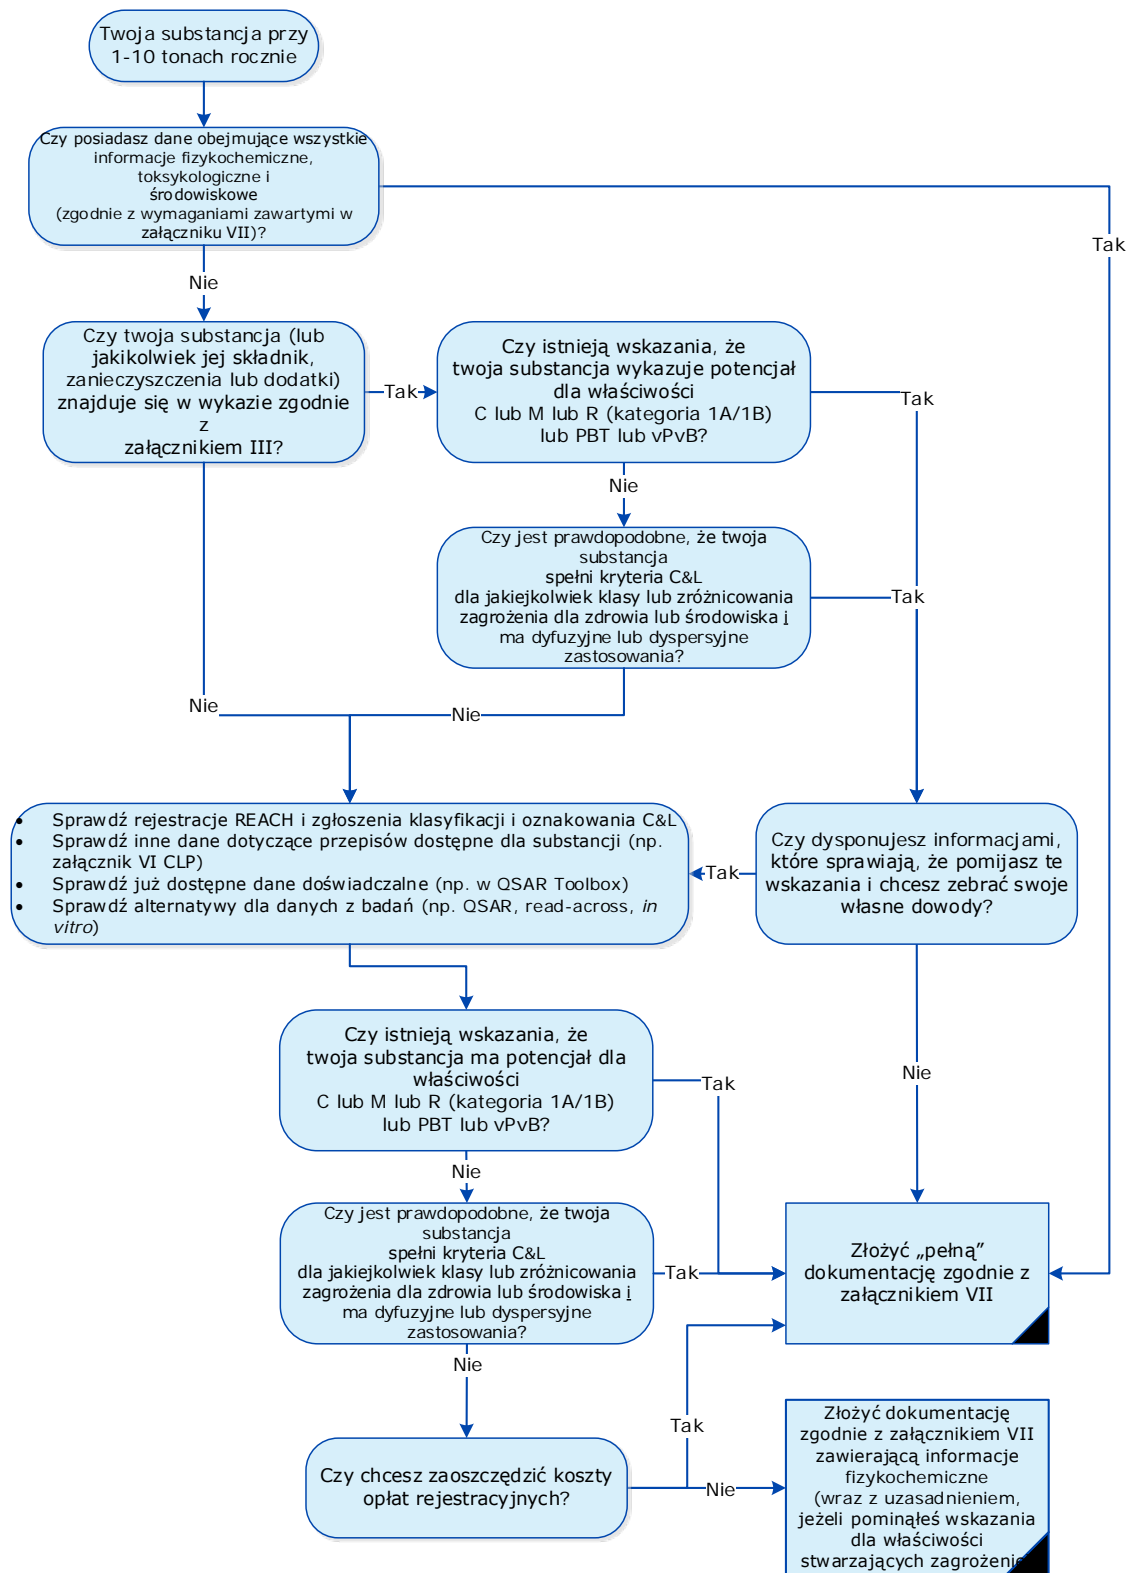 Twoja substancja przy
1-10 tonach rocznie
Czy posiadasz dane obejmujące wszystkie
informacje fizykochemiczne,
toksykologiczne i
środowiskowe
(zgodnie z wymaganiami zawartymi w
załączniku VII)?
Tak
Nie
Czy twoja substancja (lub
jakikolwiek jej składnik,
zanieczyszczenia lub dodatki)
znajduje się w wykazie zgodnie
z
załącznikiem III?
Tak
Czy istnieją wskazania, że
twoja substancja wykazuje potencjał
dla właściwości
C lub M lub R (kategoria 1A/1B)
lub PBT lub vPvB?
Tak
Nie
Czy jest prawdopodobne, że twoja
substancja
spełni kryteria C&L
dla jakiejkolwiek klasy lub zróżnicowania
zagrożenia dla zdrowia lub środowiska i
ma dyfuzyjne lub dyspersyjne
zastosowania?
Tak
Nie
Nie
• Sprawdź rejestracje REACH i zgłoszenia klasyfikacji i oznakowania C&L
• Sprawdź inne dane dotyczące przepisów dostępne dla substancji (np.
załącznik VI CLP)
• Sprawdź już dostępne dane doświadczalne (np. w QSAR Toolbox)
• Sprawdź alternatywy dla danych z badań (np. QSAR, read-across, in
vitro)
Tak
Czy dysponujesz informacjami,
które sprawiają, że pomijasz te
wskazania i chcesz zebrać swoje
własne dowody?
Nie
Czy istnieją wskazania, że
twoja substancja ma potencjał dla
właściwości
C lub M lub R (kategoria 1A/1B)
lub PBT lub vPvB?
Tak
Nie
Czy jest prawdopodobne, że twoja
substancja
spełni kryteria C&L
dla jakiejkolwiek klasy lub zróżnicowania
zagrożenia dla zdrowia lub środowiska i
ma dyfuzyjne lub dyspersyjne
zastosowania?
Tak
Złożyć „pełną”
dokumentację zgodnie z
załącznikiem VII
Nie
Czy chcesz zaoszczędzić koszty
opłat rejestracyjnych?
Tak
Nie
Złożyć dokumentację
zgodnie z załącznikiem VII
zawierającą informacje
fizykochemiczne
(wraz z uzasadnieniem,
jeżeli pominąłeś wskazania
dla właściwości
stwarzających